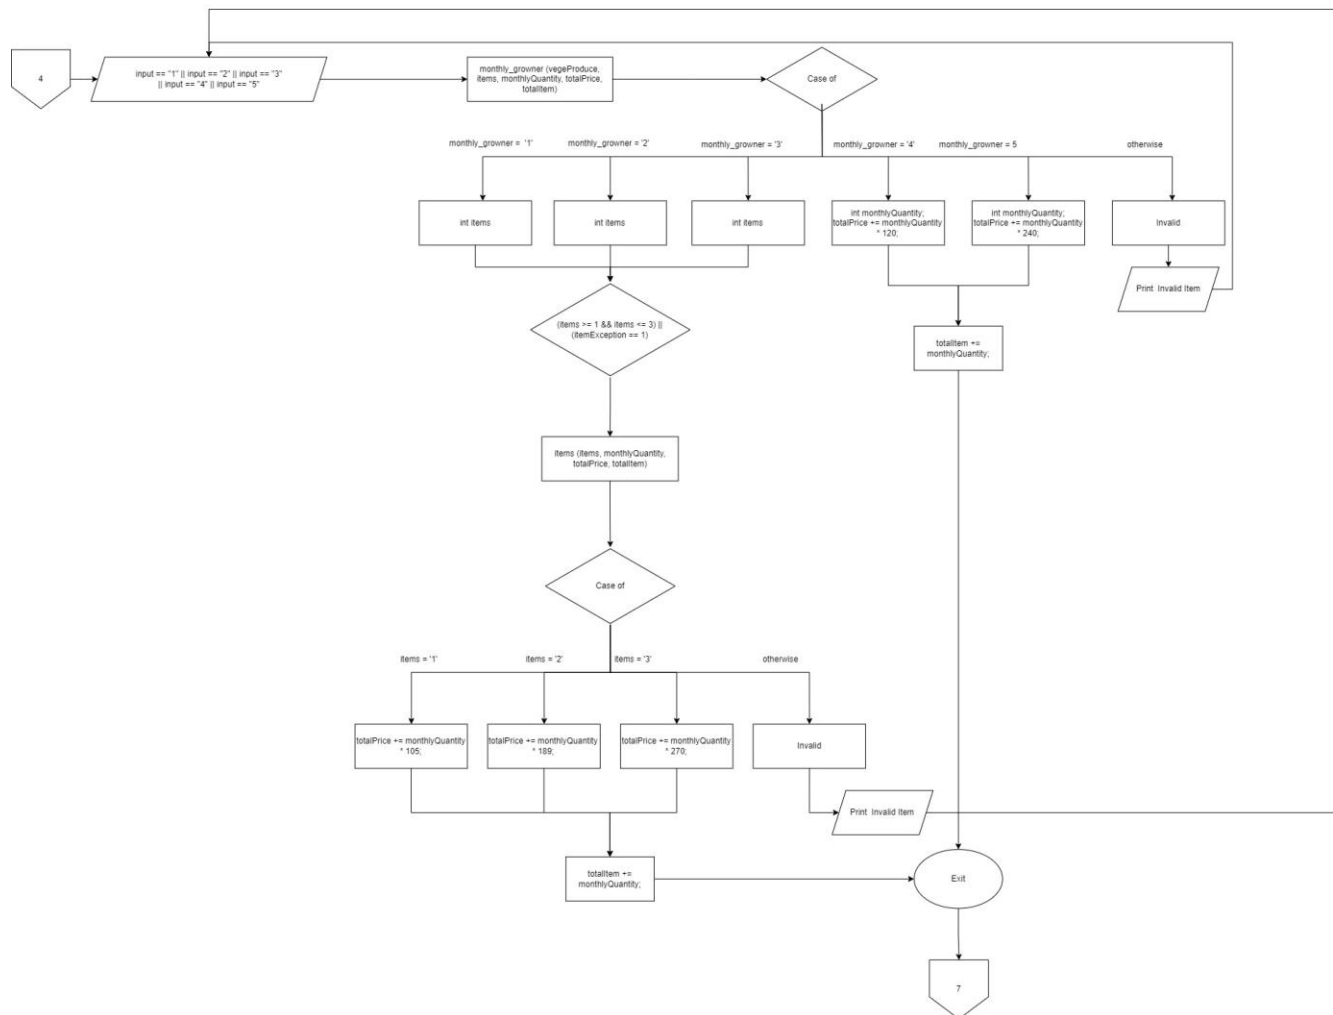 4
input == "1" || input == "2" || input == "3"
|| input == "4" || input == "5"
monthly_growner (vegeProduce,
items, monthlyQuantity, totalPrice,
totalItem)
Case of
monthly_growner = '1'
monthly_growner = '2'
monthly_growner = '3'
monthly_growner = '4'
monthly_growner = 5
otherwise
int items
int items
int items
int monthlyQuantity;
totalPrice += monthlyQuantity
* 120;
int monthlyQuantity;
totalPrice += monthlyQuantity
* 240;
Invalid
Print Invalid Item
(items >= 1 && items <= 3) ||
(itemException == 1)
totalItem +=
monthlyQuantity;
items (items, monthlyQuantity,
totalPrice, totalItem)
Case of
items = '1'
items = '2'
items = '3'
otherwise
totalPrice += monthlyQuantity
* 105;
totalPrice += monthlyQuantity
* 189;
totalPrice += monthlyQuantity
* 270;
Invalid
Print Invalid Item
totalItem +=
monthlyQuantity;
Exit
7